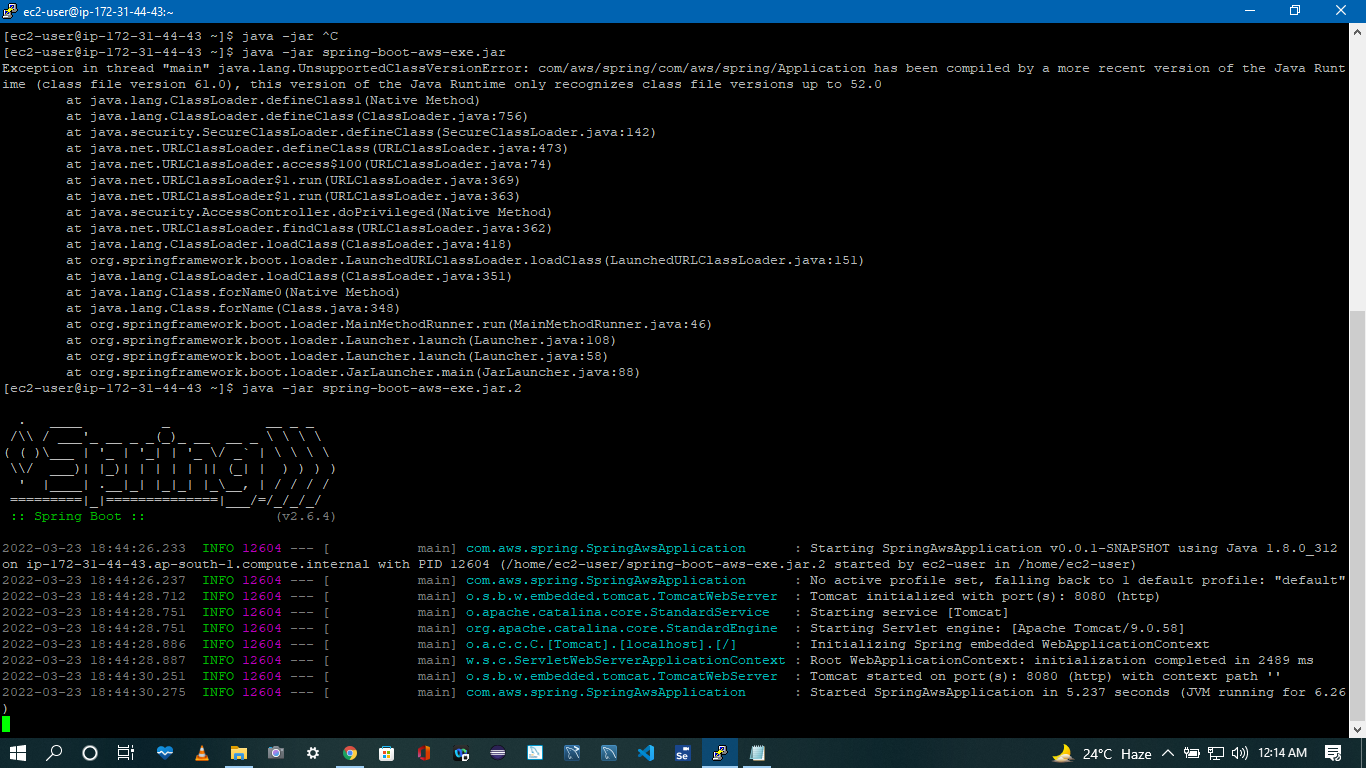 ec2-user@ip-172-31-44-43:~
[ec2-user@ip-172-31-44-43 ~]$ java -jar ^C
[ec2-user@ip-172-31-44-43 ~]$ java -jar spring-boot-aws-exe.jar
Exception in thread "main" java.lang.UnsupportedClassVersionError: com/aws/spring/com/aws/spring/Application has been compiled by a more recent version of the Java Runt
ime (class file version 61.0), this version of the Java Runtime only recognizes class file versions up to 52.0
        at java.lang.ClassLoader.defineClass1(Native Method)
        at java.lang.ClassLoader.defineClass(ClassLoader.java:756)
        at java.security.SecureClassLoader.defineClass(SecureClassLoader.java:142)
        at java.net.URLClassLoader.defineClass(URLClassLoader.java:473)
        at java.net.URLClassLoader.access$100(URLClassLoader.java:74)
        at java.net.URLClassLoader$1.run(URLClassLoader.java:369)
        at java.net.URLClassLoader$1.run(URLClassLoader.java:363)
        at java.security.AccessController.doPrivileged(Native Method)
        at java.net.URLClassLoader.findClass(URLClassLoader.java:362)
        at java.lang.ClassLoader.loadClass(ClassLoader.java:418)
        at org.springframework.boot.loader.LaunchedURLClassLoader.loadClass(LaunchedURLClassLoader.java:151)
        at java.lang.ClassLoader.loadClass(ClassLoader.java:351)
        at java.lang.Class.forName0(Native Method)
        at java.lang.Class.forName(Class.java:348)
        at org.springframework.boot.loader.MainMethodRunner.run(MainMethodRunner.java:46)
        at org.springframework.boot.loader.Launcher.launch(Launcher.java:108)
        at org.springframework.boot.loader.Launcher.launch(Launcher.java:58)
        at org.springframework.boot.loader.JarLauncher.main(JarLauncher.java:88)
[ec2-user@ip-172-31-44-43 ~]$ java -jar spring-boot-aws-exe.jar.2
  .   ____          _            __ _ _
 /\\ / ___'_ __ _ _(_)_ __  __ _ \ \ \ \
( ( )\___ | '_ | '_| | '_ \/ _` | \ \ \ \
 \\/  ___)| |_)| | | | | || (_| |  ) ) ) )
  '  |____| .__|_| |_|_| |_\__, | / / / /
 =========|_|==============|___/=/_/_/_/
 :: Spring Boot ::                (v2.6.4)
2022-03-23 18:44:26.233  INFO 12604 --- [           main] com.aws.spring.SpringAwsApplication      : Starting SpringAwsApplication v0.0.1-SNAPSHOT using Java 1.8.0_312
on ip-172-31-44-43.ap-south-1.compute.internal with PID 12604 (/home/ec2-user/spring-boot-aws-exe.jar.2 started by ec2-user in /home/ec2-user)
2022-03-23 18:44:26.237  INFO 12604 --- [           main] com.aws.spring.SpringAwsApplication      : No active profile set, falling back to 1 default profile: "default"
2022-03-23 18:44:28.712  INFO 12604 --- [           main] o.s.b.w.embedded.tomcat.TomcatWebServer  : Tomcat initialized with port(s): 8080 (http)
2022-03-23 18:44:28.751  INFO 12604 --- [           main] o.apache.catalina.core.StandardService   : Starting service [Tomcat]
2022-03-23 18:44:28.751  INFO 12604 --- [           main] org.apache.catalina.core.StandardEngine  : Starting Servlet engine: [Apache Tomcat/9.0.58]
2022-03-23 18:44:28.886  INFO 12604 --- [           main] o.a.c.c.C.[Tomcat].[localhost].[/]       : Initializing Spring embedded WebApplicationContext
2022-03-23 18:44:28.887  INFO 12604 --- [           main] w.s.c.ServletWebServerApplicationContext : Root WebApplicationContext: initialization completed in 2489 ms
2022-03-23 18:44:30.251  INFO 12604 --- [           main] o.s.b.w.embedded.tomcat.TomcatWebServer  : Tomcat started on port(s): 8080 (http) with context path ''
2022-03-23 18:44:30.275  INFO 12604 --- [           main] com.aws.spring.SpringAwsApplication      : Started SpringAwsApplication in 5.237 seconds (JVM running for 6.26
)
24°C Haze 12:14 AM